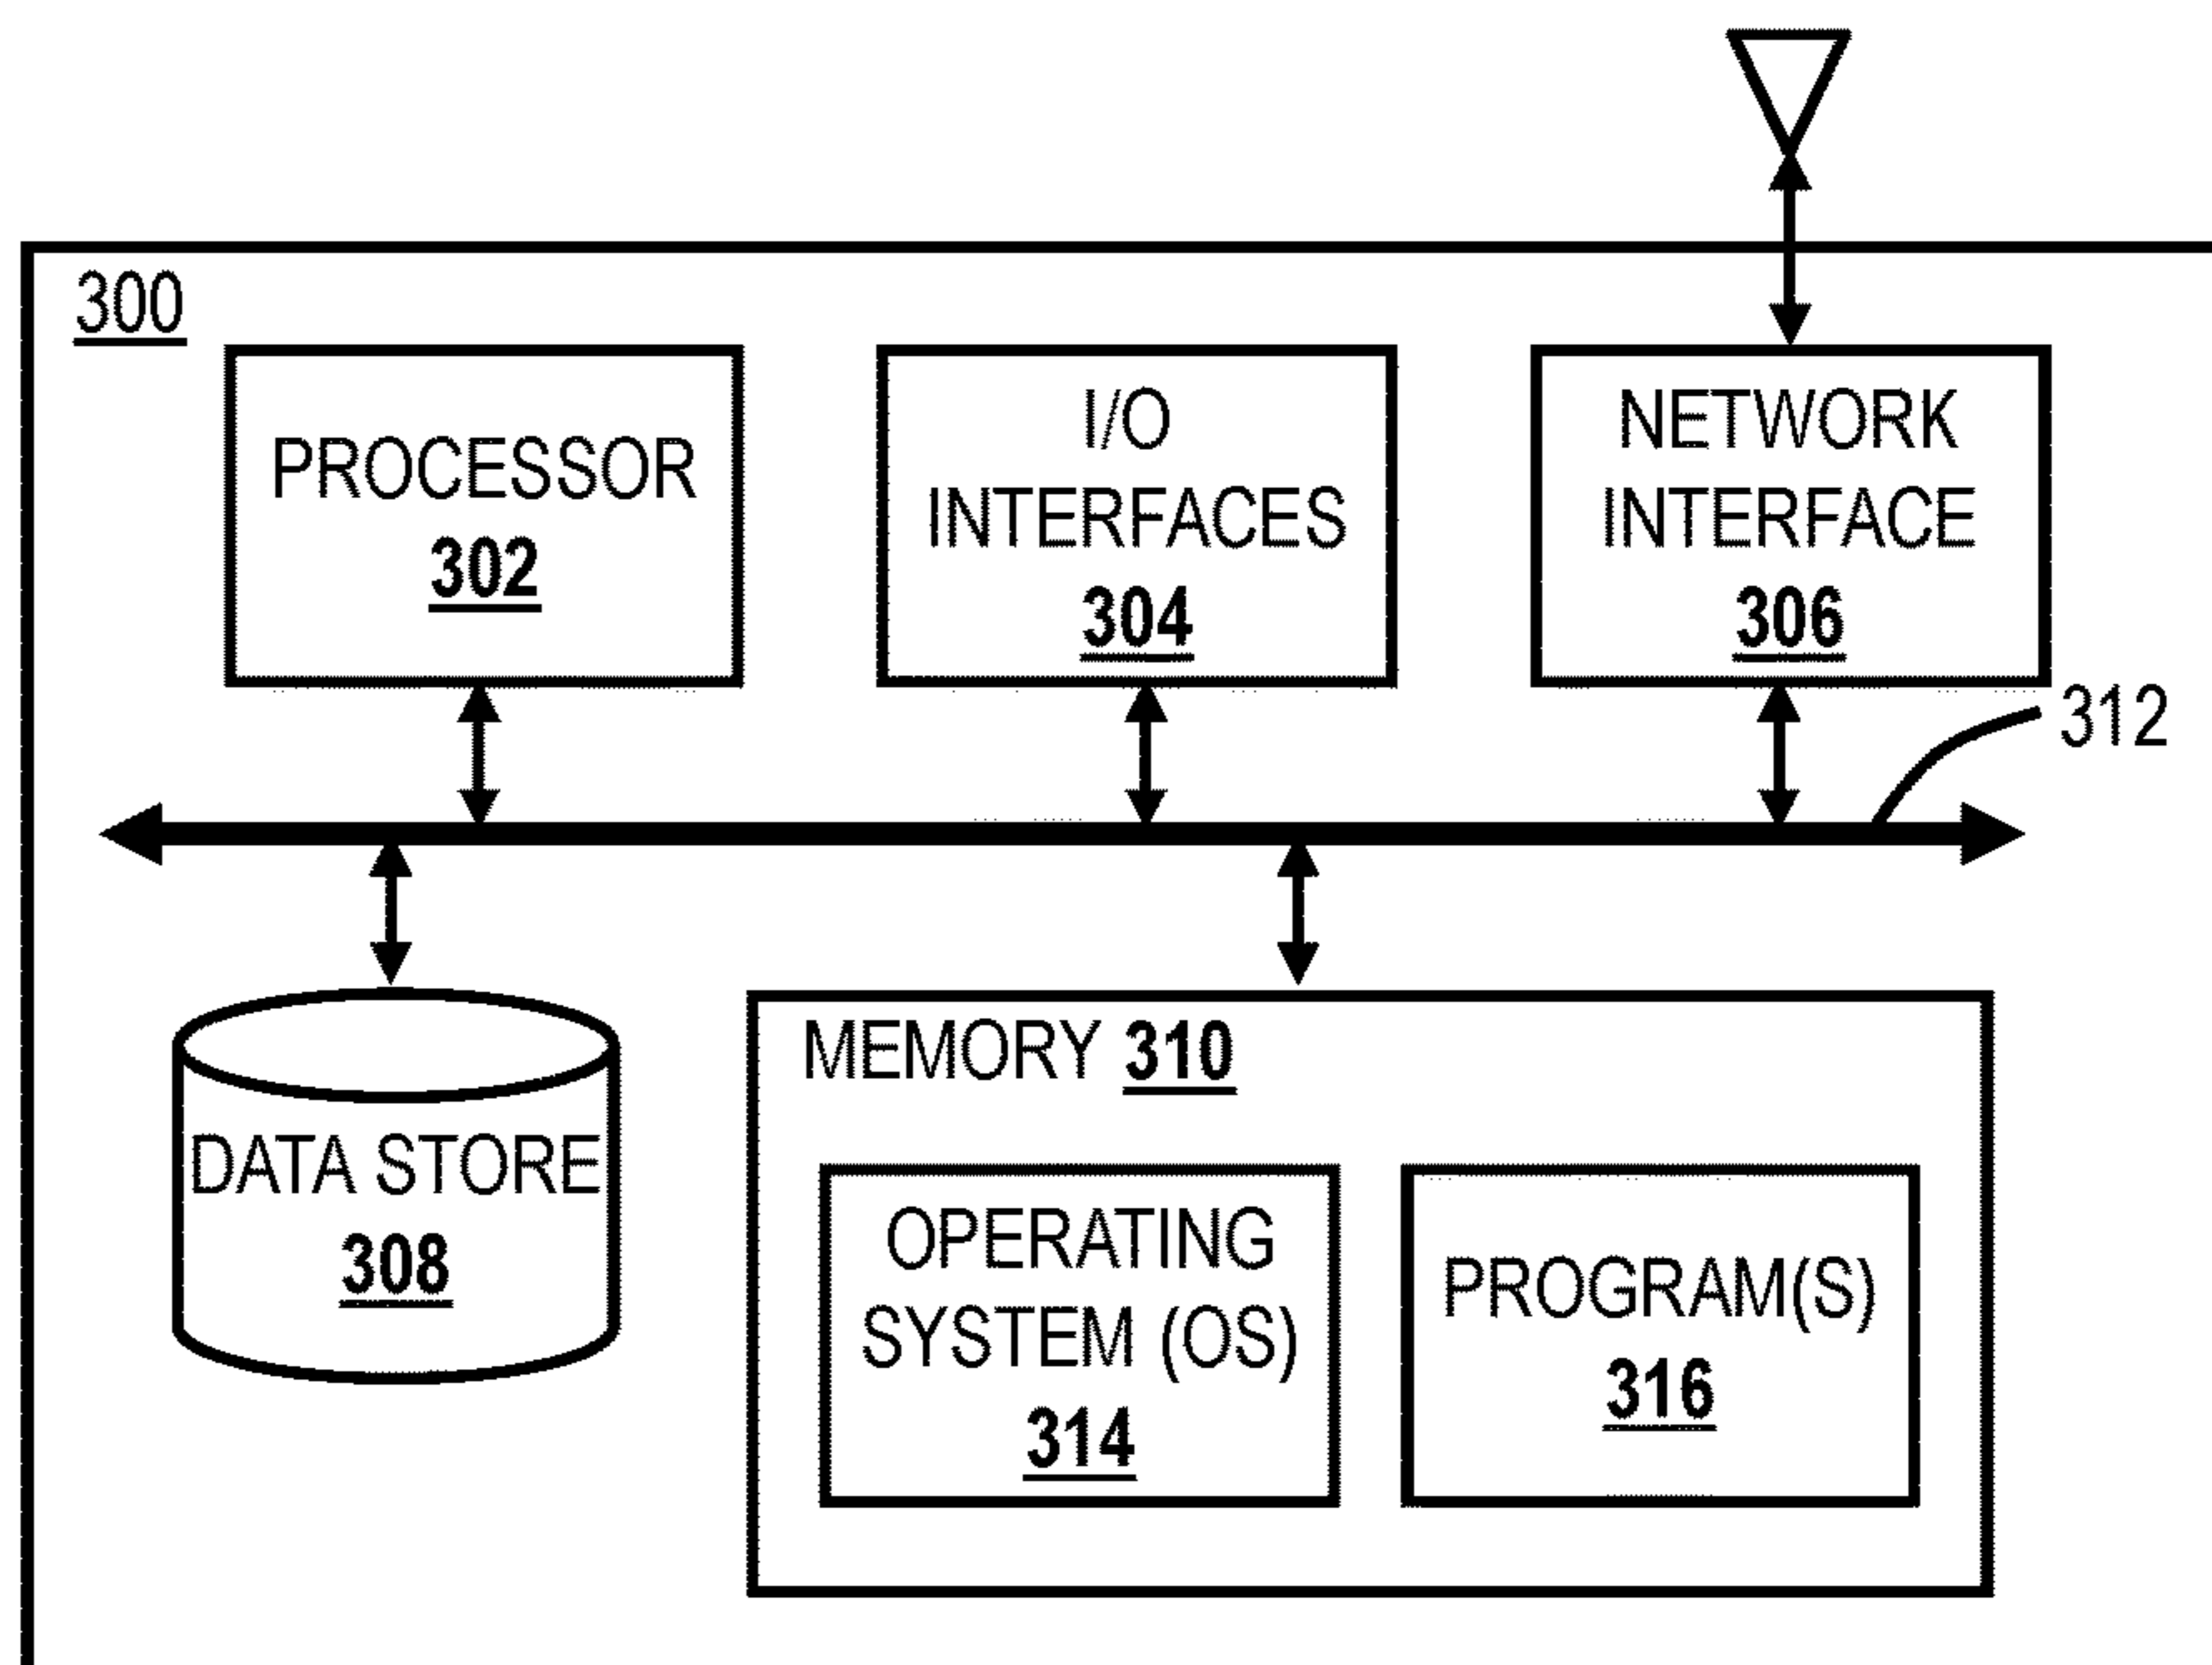 300
PROCESSOR
302
I/O
INTERFACES
304
NETWORK
INTERFACE
306
312
DATA STORE
308
MEMORY 310
OPERATING
SYSTEM (OS)
314
PROGRAM(S)
316